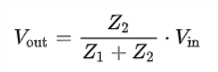 V_out = Z_2 / (Z_1 + Z_2) · V_in